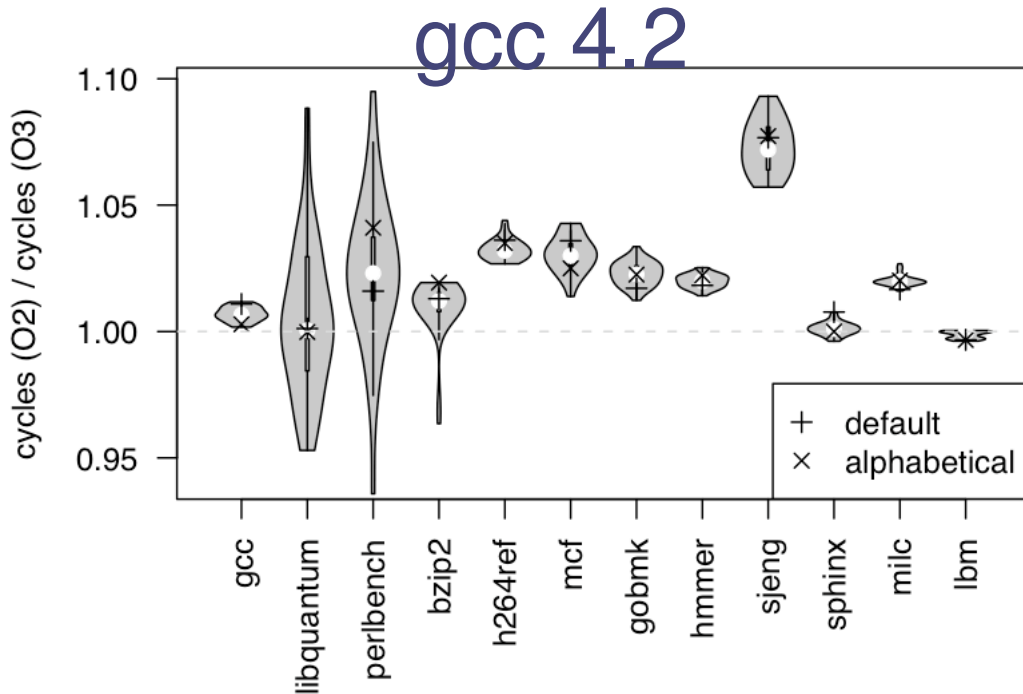 gcc 4.2
cycles (O2) / cycles (O3)
1.10
1.05
1.00
0.95
default
alphabetical
gcc
libquantum
perlbench
bzip2
h264ref
mcf
gobmk
hmmer
sjeng
sphinx
milc
lbm